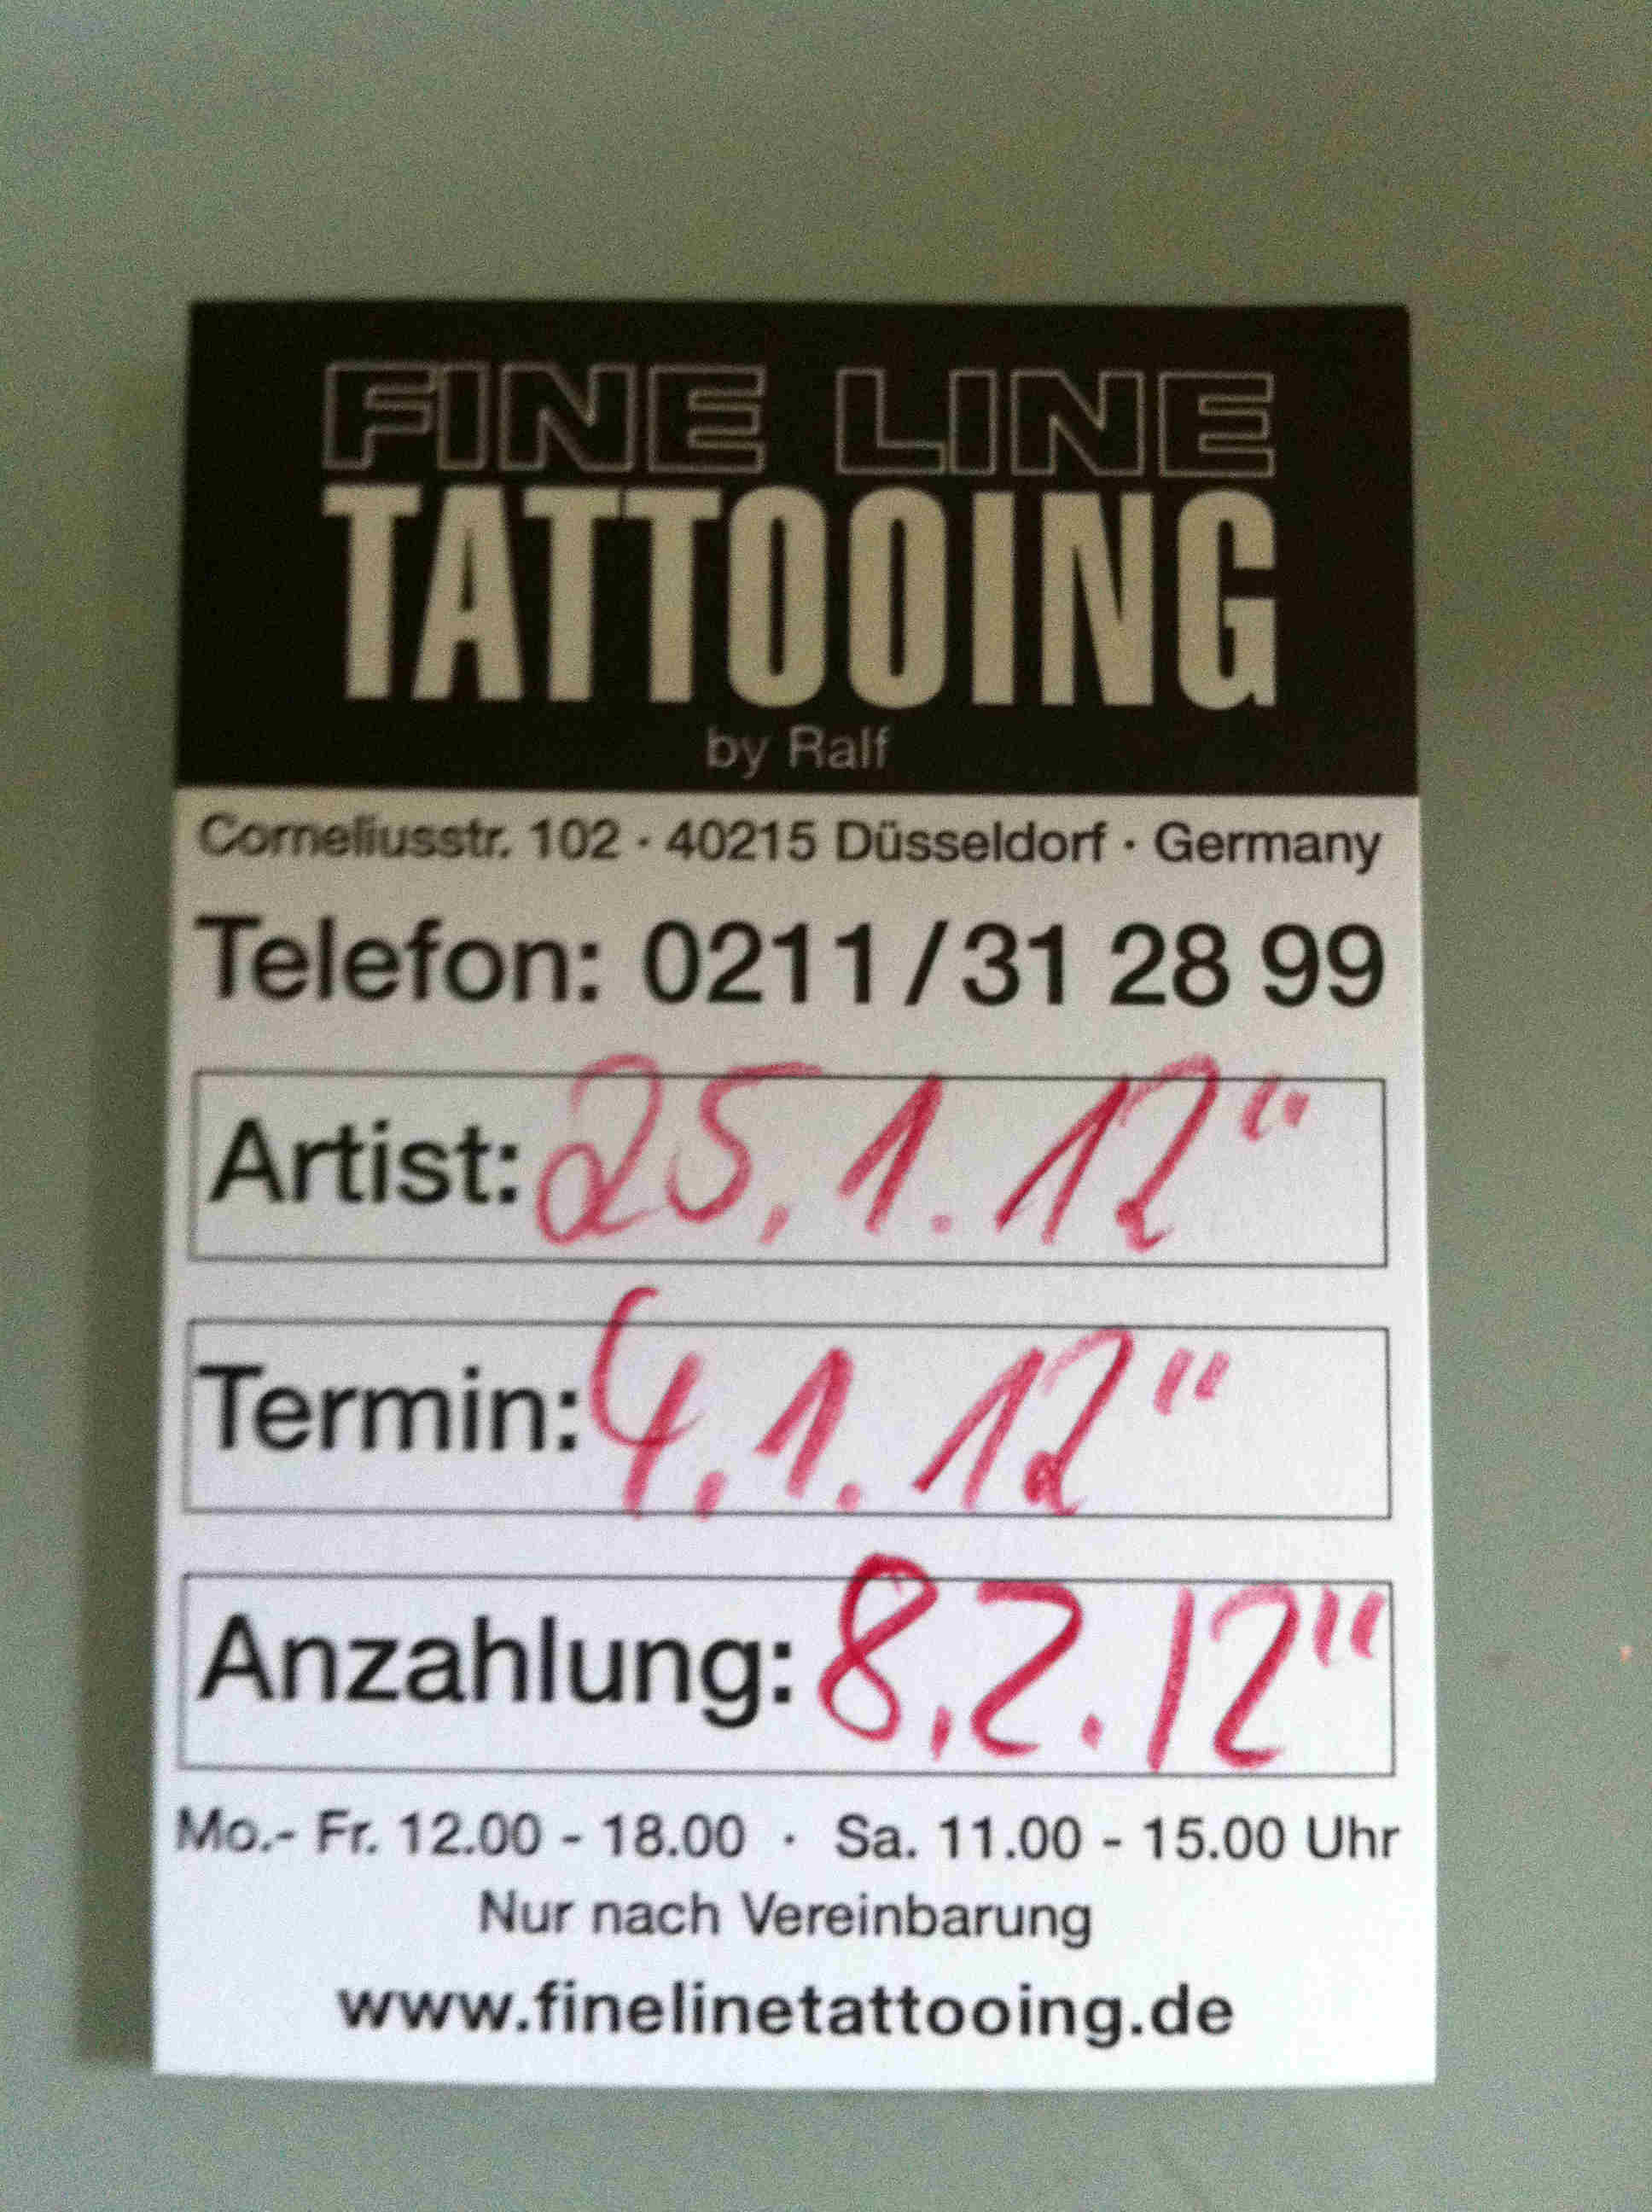 FINE LINE
TATTOOING
by Ralf
Corneliusstr. 102 · 40215 Düsseldorf · Germany
Telefon: 0211/31 28 99
Artist: 25.1.12"
Termin: 4.1.12"
Anzahlung: 8.2.12"
Mo.- Fr. 12.00 - 18.00 · Sa. 11.00 - 15.00 Uhr
Nur nach Vereinbarung
www.finelinetattooing.de